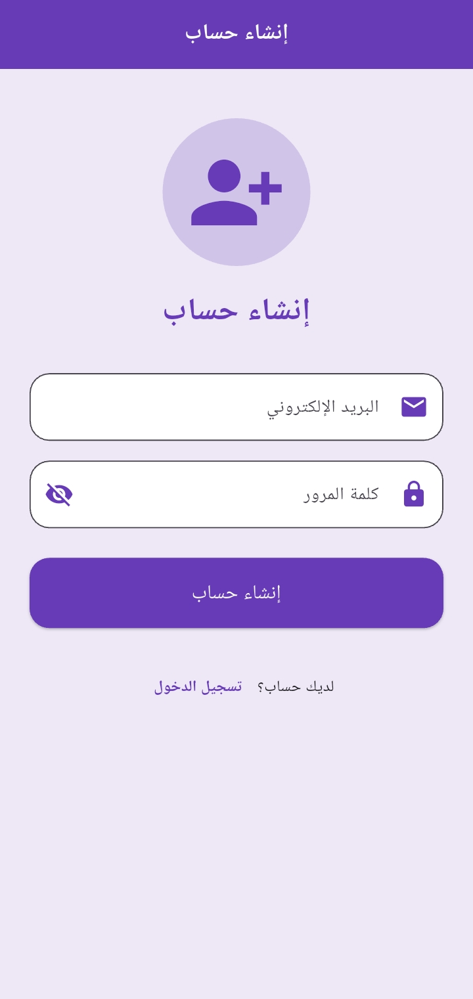 إنشاء حساب
إنشاء حساب
البريد الإلكتروني
كلمة المرور
إنشاء حساب
لديك حساب؟ تسجيل الدخول